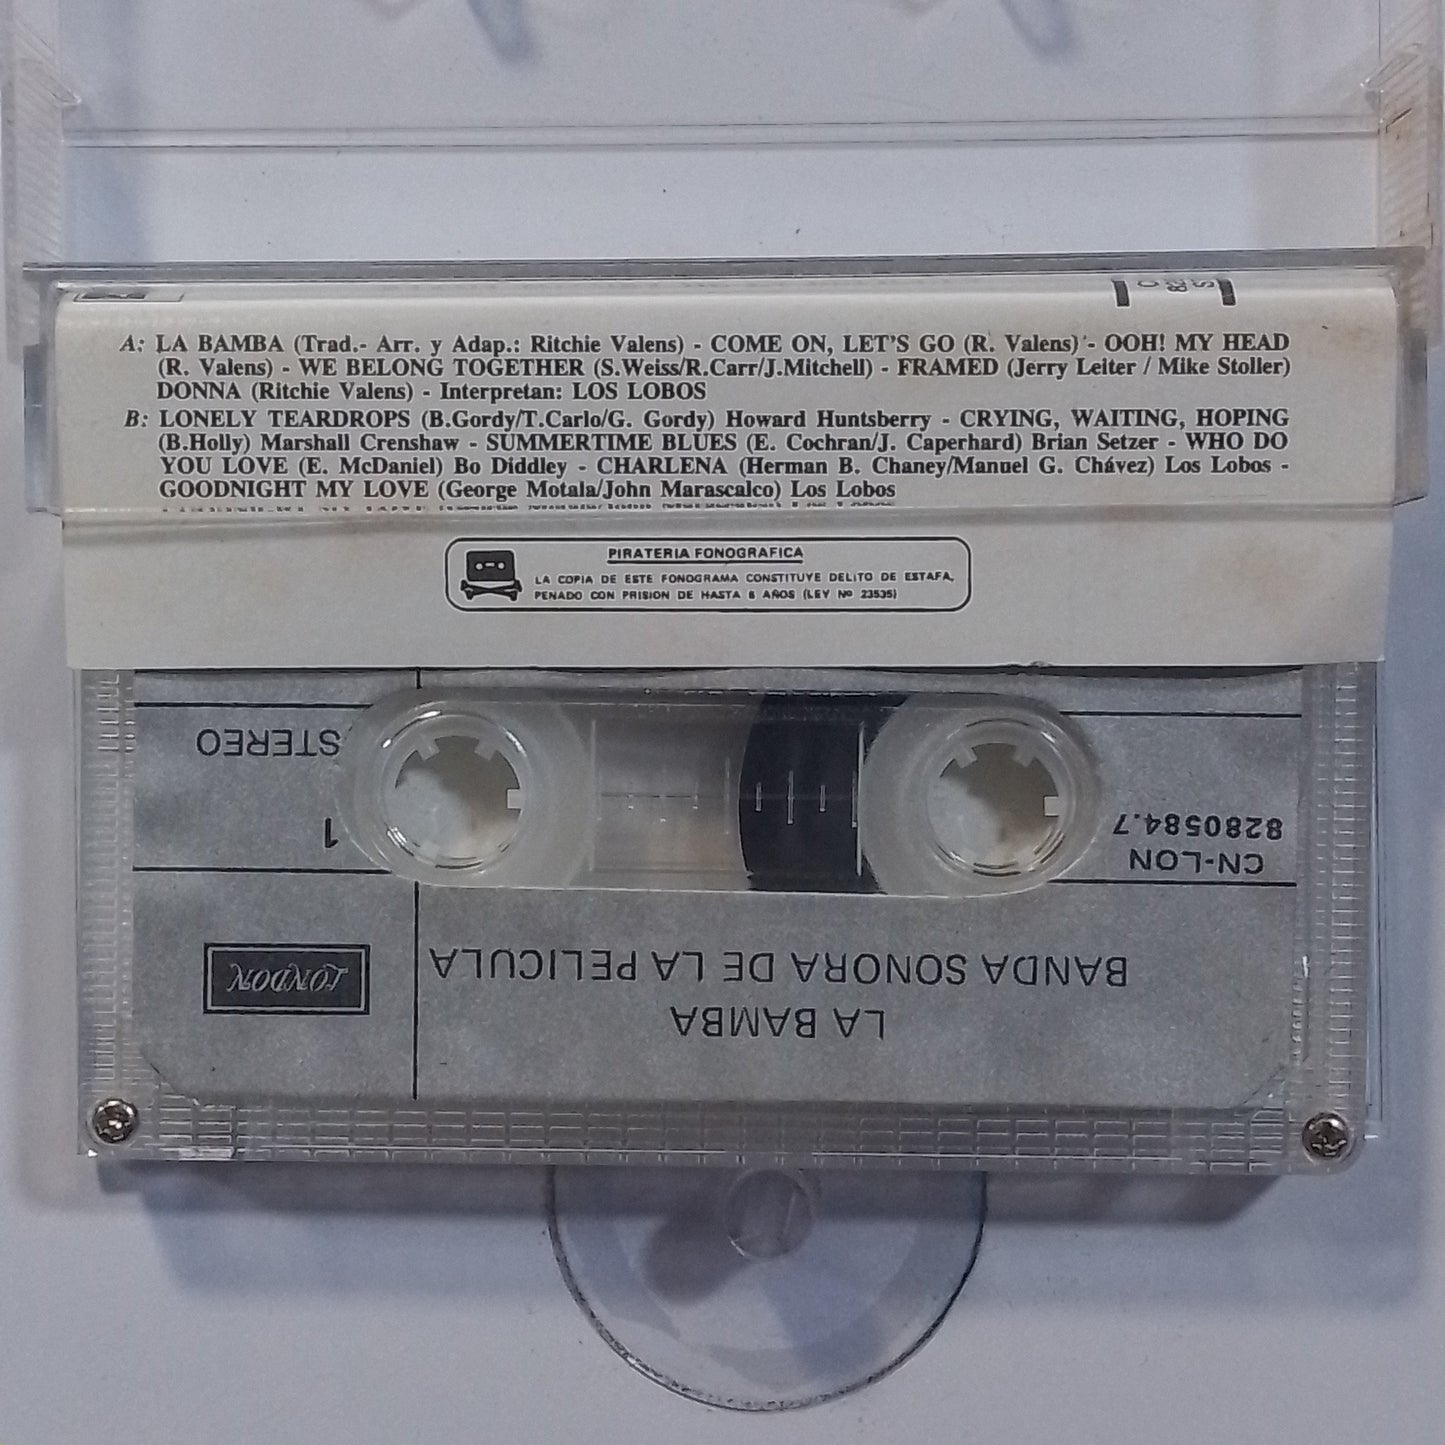 A: LA BAMBA (Trad.- Arr. y Adap.: Ritchie Valens) - COME ON, LET'S GO (R. Valens) - OOH! MY HEAD
(R. Valens) - WE BELONG TOGETHER (S.Weiss/R.Carr/J.Mitchell) - FRAMED (Jerry Leiter / Mike Stoller)
DONNA (Ritchie Valens) - Interpretan: LOS LOBOS
B: LONELY TEARDROPS (B.Gordy/T.Carlo/G. Gordy) Howard Huntsberry - CRYING, WAITING, HOPING
(B.Holly) Marshall Crenshaw - SUMMERTIME BLUES (E. Cochran/J. Caperhard) Brian Setzer - WHO DO
YOU LOVE (E. McDaniel) Bo Diddley - CHARLENA (Herman B. Chaney/Manuel G. Chávez) Los Lobos -
GOODNIGHT MY LOVE (George Motala/John Marascalco) Los Lobos
PIRATERIA FONOGRAFICA
LA COPIA DE ESTE FONOGRAMA CONSTITUYE DELITO DE ESTAFA,
PENADO CON PRISION DE HASTA 6 AÑOS (LEY Nº 23535)
LA BAMBA
BANDA SONORA DE LA PELICULA
LONDON
CN-LON
8280584.7
1
STEREO